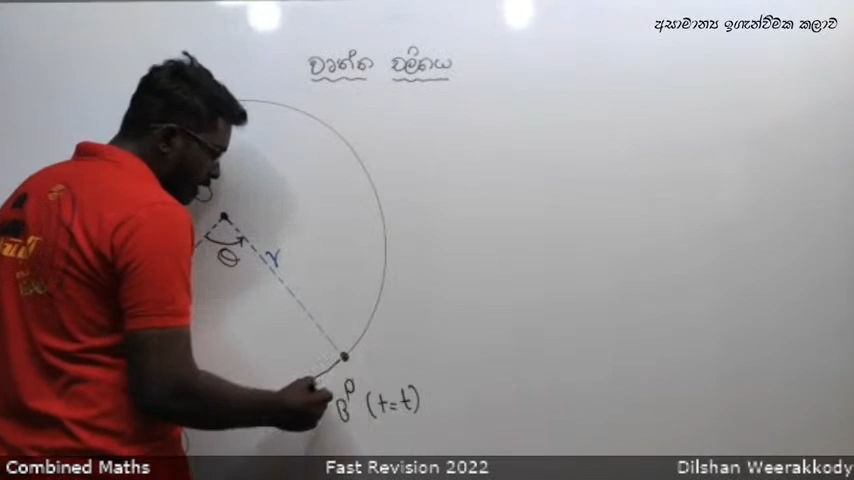 අසාමාන්‍ය ඉගැන්වීමක කලාව
වෘත්ත චලිතය
θ
r
P
B (t=t)
Combined Maths Fast Revision 2022 Dilshan Weerakkody